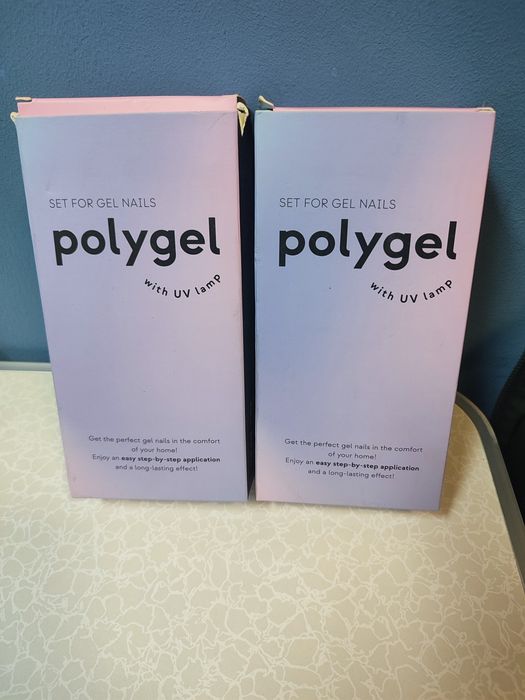 SET FOR GEL NAILS
polygel
with UV lamp
Get the perfect gel nails in the comfort
of your home!
Enjoy an easy step-by-step application
and a long-lasting effect!
SET FOR GEL NAILS
polygel
with UV lamp
Get the perfect gel nails in the comfort
of your home!
Enjoy an easy step-by-step application
and a long-lasting effect!